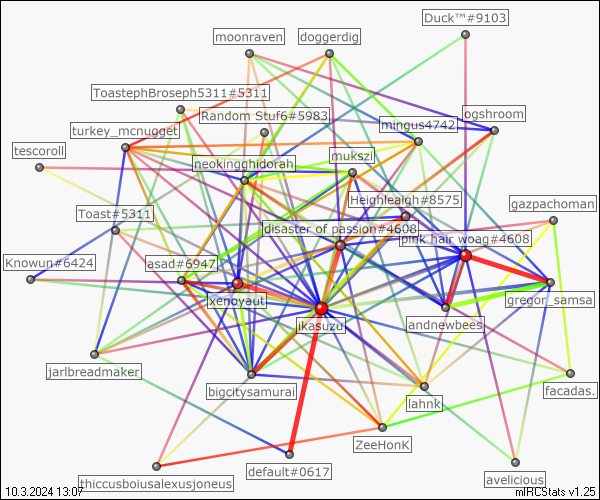 Duck™#9103
moonraven
doggerdig
ToastephBroseph5311#5311
Random Stuf6#5983
ogshroom
turkey_mcnugget
mingus4742
tescoroll
neokingghidorah
mukszi
Heighleaigh#8575
gazpachoman
Toast#5311
disaster of passion#4608
pink hair woag#4608
Knowun#6424
asad#6947
xenoyaut
gregor_samsa
jkasuzu
andnewbees
jarlbreadmaker
bigcitysamurai
lahnk
facadas.
ZeeHonK
thiccusboiusalexusjoneus
default#0617
avelicious
10.3.2024 13:07
mIRCStats v1.25